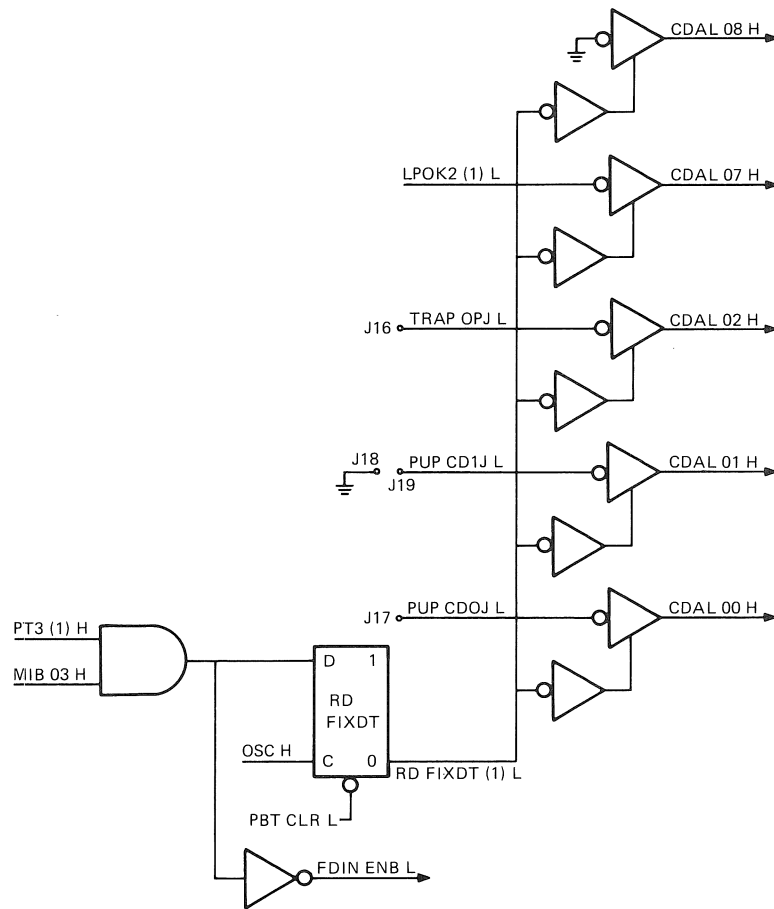 CDAL 08 H
LPOK2 (1) L
CDAL 07 H
J16
TRAP OPJ L
CDAL 02 H
J18
J19
PUP CD1J L
CDAL 01 H
J17
PUP CD0J L
CDAL 00 H
PT3 (1) H
MIB 03 H
D 1
RD
FIXDT
OSC H
C 0
RD FIXDT (1) L
PBT CLR L
FDIN ENB L